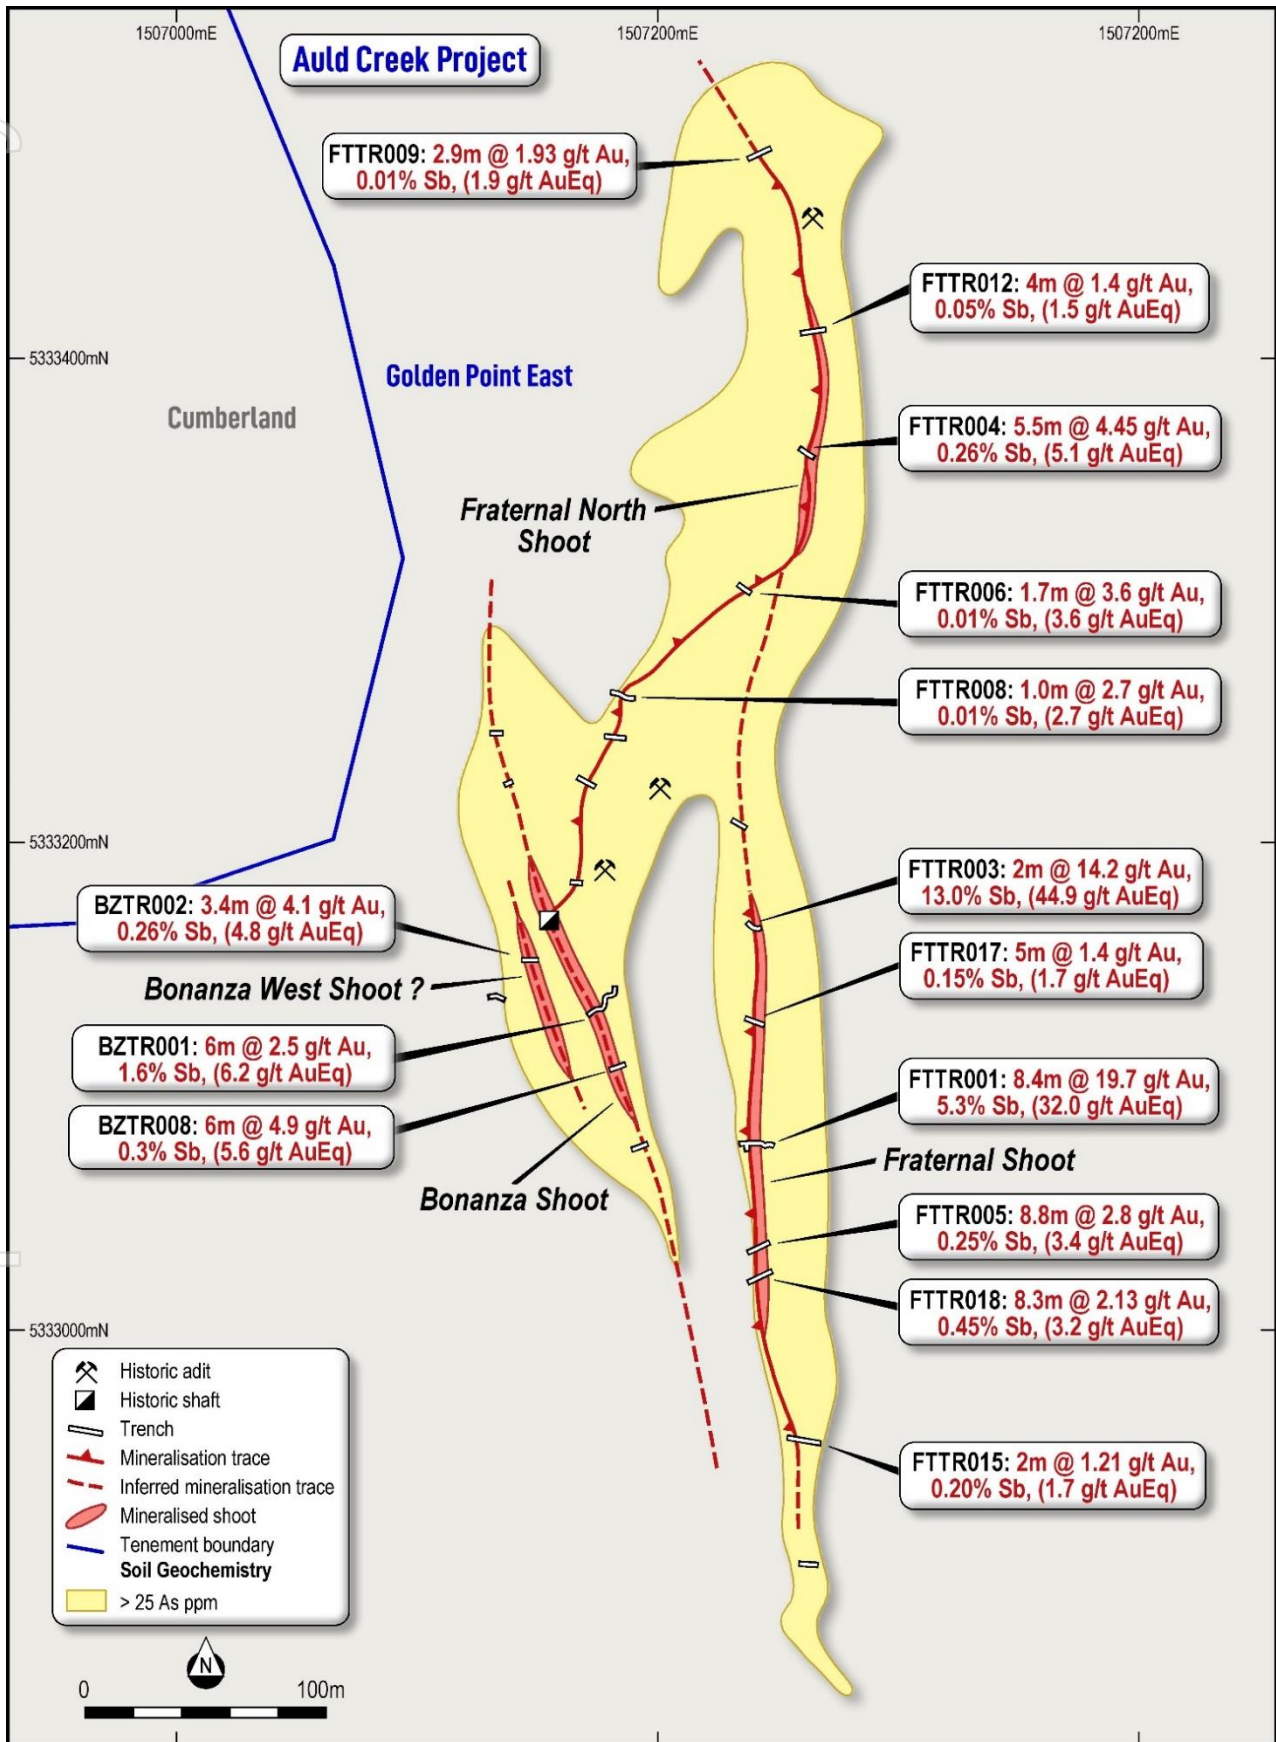 1507000mE
1507200mE
1507200mE
Auld Creek Project
FTTR009: 2.9m @ 1.93 g/t Au,
0.01% Sb, (1.9 g/t AuEq)
FTTR012: 4m @ 1.4 g/t Au,
0.05% Sb, (1.5 g/t AuEq)
5333400mN
Golden Point East
Cumberland
FTTR004: 5.5m @ 4.45 g/t Au,
0.26% Sb, (5.1 g/t AuEq)
Fraternal North
Shoot
FTTR006: 1.7m @ 3.6 g/t Au,
0.01% Sb, (3.6 g/t AuEq)
FTTR008: 1.0m @ 2.7 g/t Au,
0.01% Sb, (2.7 g/t AuEq)
5333200mN
FTTR003: 2m @ 14.2 g/t Au,
13.0% Sb, (44.9 g/t AuEq)
BZTR002: 3.4m @ 4.1 g/t Au,
0.26% Sb, (4.8 g/t AuEq)
FTTR017: 5m @ 1.4 g/t Au,
0.15% Sb, (1.7 g/t AuEq)
Bonanza West Shoot ?
BZTR001: 6m @ 2.5 g/t Au,
1.6% Sb, (6.2 g/t AuEq)
FTTR001: 8.4m @ 19.7 g/t Au,
5.3% Sb, (32.0 g/t AuEq)
BZTR008: 6m @ 4.9 g/t Au,
0.3% Sb, (5.6 g/t AuEq)
Fraternal Shoot
Bonanza Shoot
FTTR005: 8.8m @ 2.8 g/t Au,
0.25% Sb, (3.4 g/t AuEq)
FTTR018: 8.3m @ 2.13 g/t Au,
0.45% Sb, (3.2 g/t AuEq)
5333000mN
Historic adit
Historic shaft
Trench
Mineralisation trace
Inferred mineralisation trace
Mineralised shoot
Tenement boundary
Soil Geochemistry
> 25 As ppm
FTTR015: 2m @ 1.21 g/t Au,
0.20% Sb, (1.7 g/t AuEq)
N
0 100m